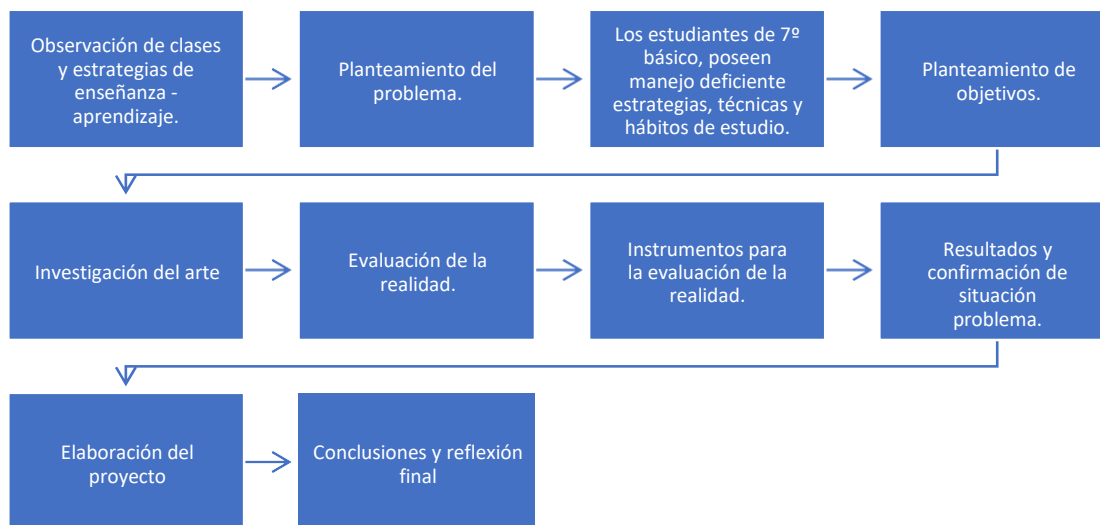 Observación de clases
y estrategias de
enseñanza -
aprendizaje.
Planteamiento del
problema.
Los estudiantes de 7º
básico, poseen
manejo deficiente
estrategias, técnicas y
hábitos de estudio.
Planteamiento de
objetivos.
Investigación del arte
Evaluación de la
realidad.
Instrumentos para
la evaluación de la
realidad.
Resultados y
confirmación de
situación
problema.
Elaboración del
proyecto
Conclusiones y reflexión
final